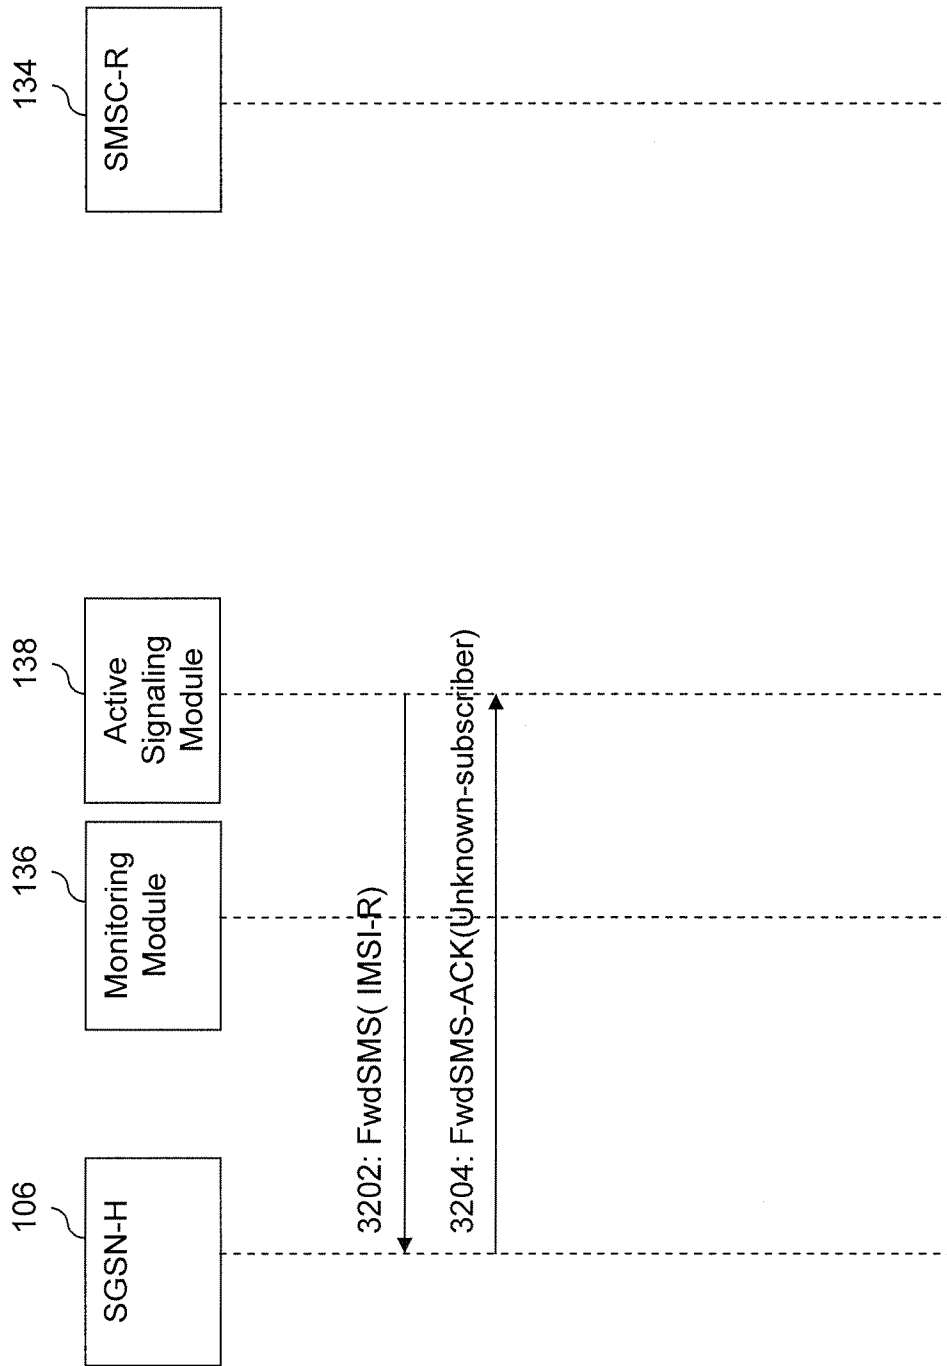 106
SGSN-H
136
Monitoring
Module
138
Active
Signaling
Module
134
SMSC-R
3202: FwdSMS( IMSI-R)
3204: FwdSMS-ACK(Unknown-subscriber)